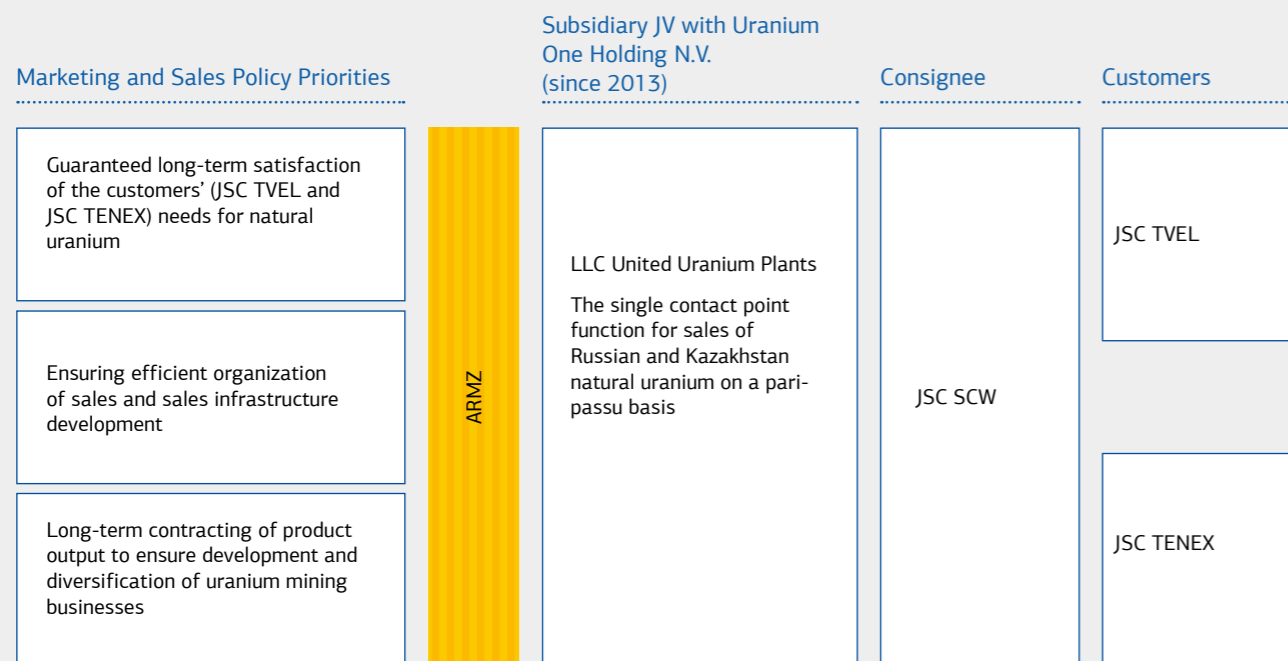 Marketing and Sales Policy Priorities
Subsidiary JV with Uranium
One Holding N.V.
(since 2013)
Consignee
Customers
Guaranteed long-term satisfaction
of the customers’ (JSC TVEL and
JSC TENEX) needs for natural
uranium
Ensuring efficient organization
of sales and sales infrastructure
development
Long-term contracting of product
output to ensure development and
diversification of uranium mining
businesses
ARMZ
LLC United Uranium Plants
The single contact point
function for sales of
Russian and Kazakhstan
natural uranium on a pari-
passu basis
JSC SCW
JSC TVEL
JSC TENEX